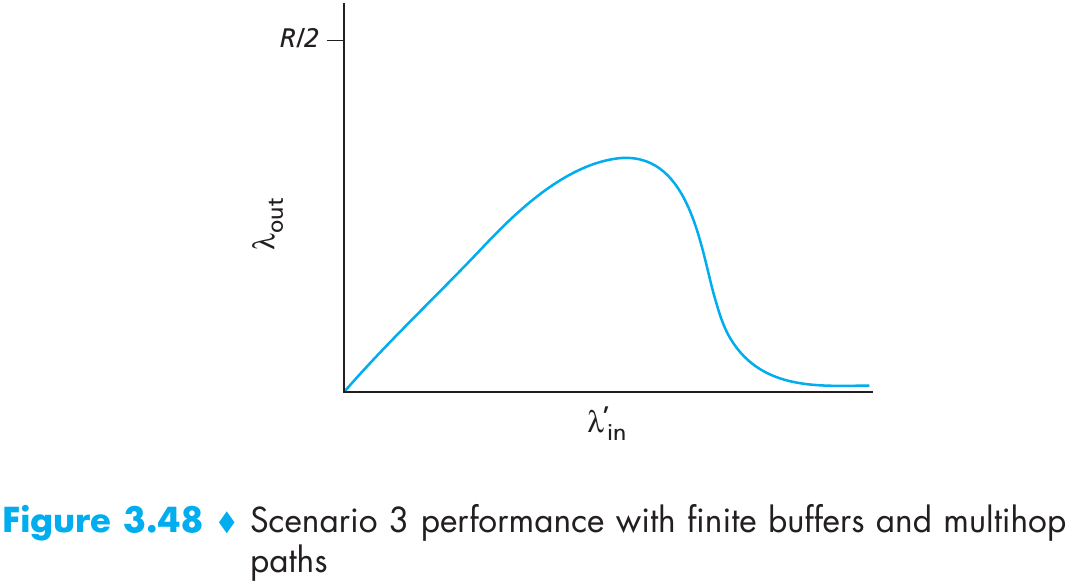 R/2
λout
λ′in
Figure 3.48 ♦ Scenario 3 performance with finite buffers and multihop
paths